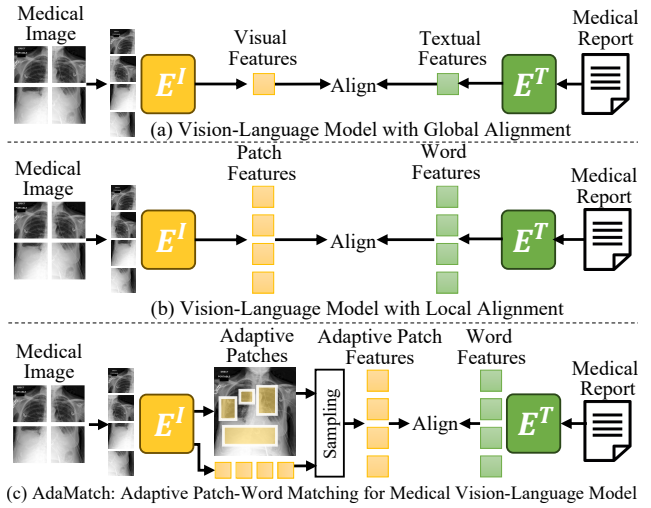 Medical
Image
Visual
Features
Textual
Features
Medical
Report
E^I
Align
E^T
(a) Vision-Language Model with Global Alignment
Medical
Image
Patch
Features
Word
Features
Medical
Report
E^I
Align
E^T
(b) Vision-Language Model with Local Alignment
Medical
Image
Adaptive
Patches
Adaptive Patch
Features
Word
Features
Medical
Report
E^I
Sampling
Align
E^T
(c) AdaMatch: Adaptive Patch-Word Matching for Medical Vision-Language Model